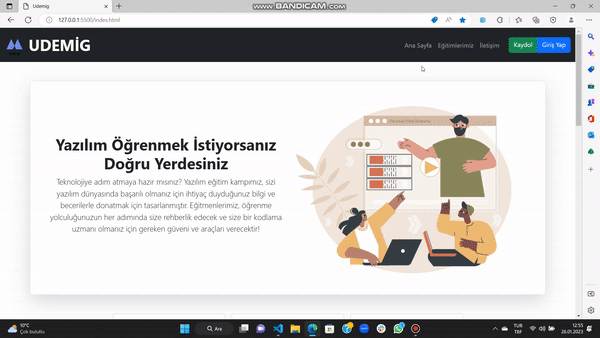 Udemig
WWW.BANDICAM.COM
127.0.0.1:5500/index.html
UDEMİG
Ana Sayfa
Eğitimlerimiz
İletişim
Kaydol
Giriş Yap
Yazılım Öğrenmek İstiyorsanız
Doğru Yerdesiniz
Teknolojiye adım atmaya hazır mısınız? Yazılım eğitim kampımız, sizi
yazılım dünyasında başarılı olmanız için ihtiyaç duyduğunuz bilgi ve
becerilerle donatmak için tasarlanmıştır. Eğitmenlerimiz, öğrenme
yolculuğunuzun her adımında size rehberlik edecek ve size bir kodlama
uzmanı olmanız için gereken güveni ve araçları verecektir!
10°C
Çok bulutlu
Ara
TUR
TRF
12:55
26.01.2023